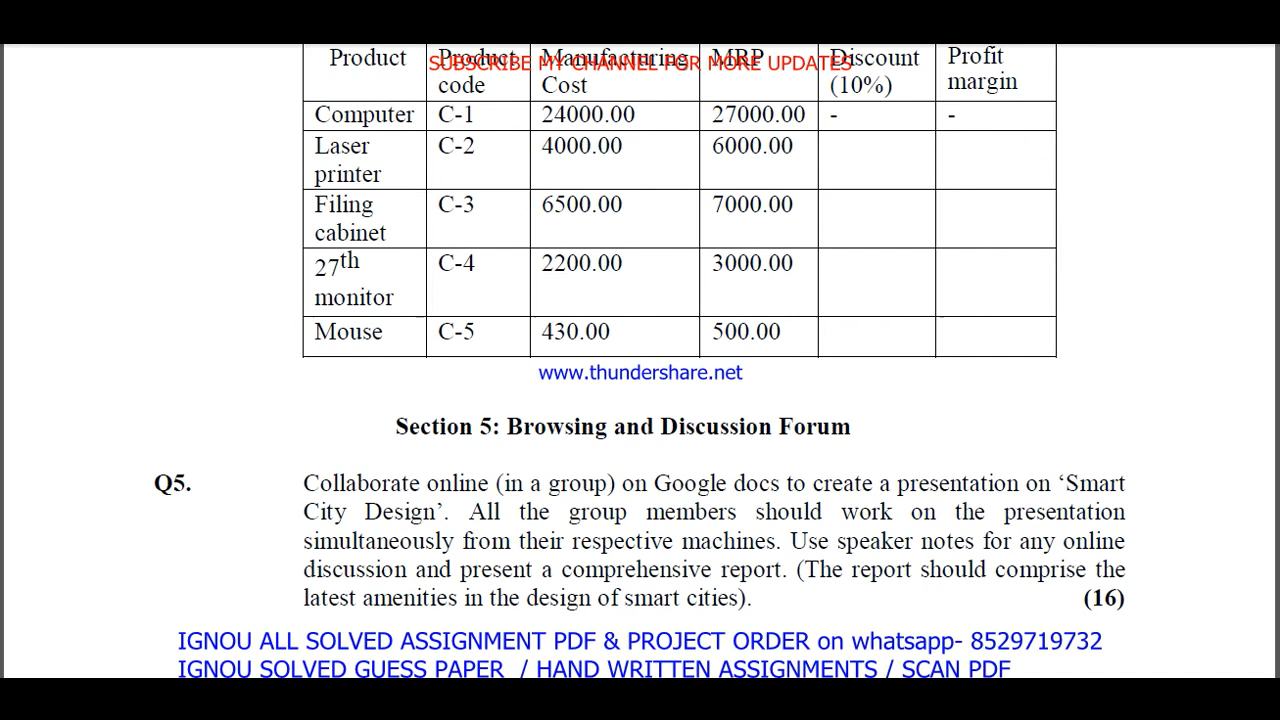 Product Product code Manufacturing Cost MRP Discount (10%) Profit margin
SUBSCRIBE MY CHANNEL FOR MORE UPDATES
Computer C-1 24000.00 27000.00 - -
Laser printer C-2 4000.00 6000.00
Filing cabinet C-3 6500.00 7000.00
27th monitor C-4 2200.00 3000.00
Mouse C-5 430.00 500.00
www.thundershare.net
Section 5: Browsing and Discussion Forum
Q5. Collaborate online (in a group) on Google docs to create a presentation on ‘Smart
City Design’. All the group members should work on the presentation
simultaneously from their respective machines. Use speaker notes for any online
discussion and present a comprehensive report. (The report should comprise the
latest amenities in the design of smart cities). (16)
IGNOU ALL SOLVED ASSIGNMENT PDF & PROJECT ORDER on whatsapp- 8529719732
IGNOU SOLVED GUESS PAPER / HAND WRITTEN ASSIGNMENTS / SCAN PDF